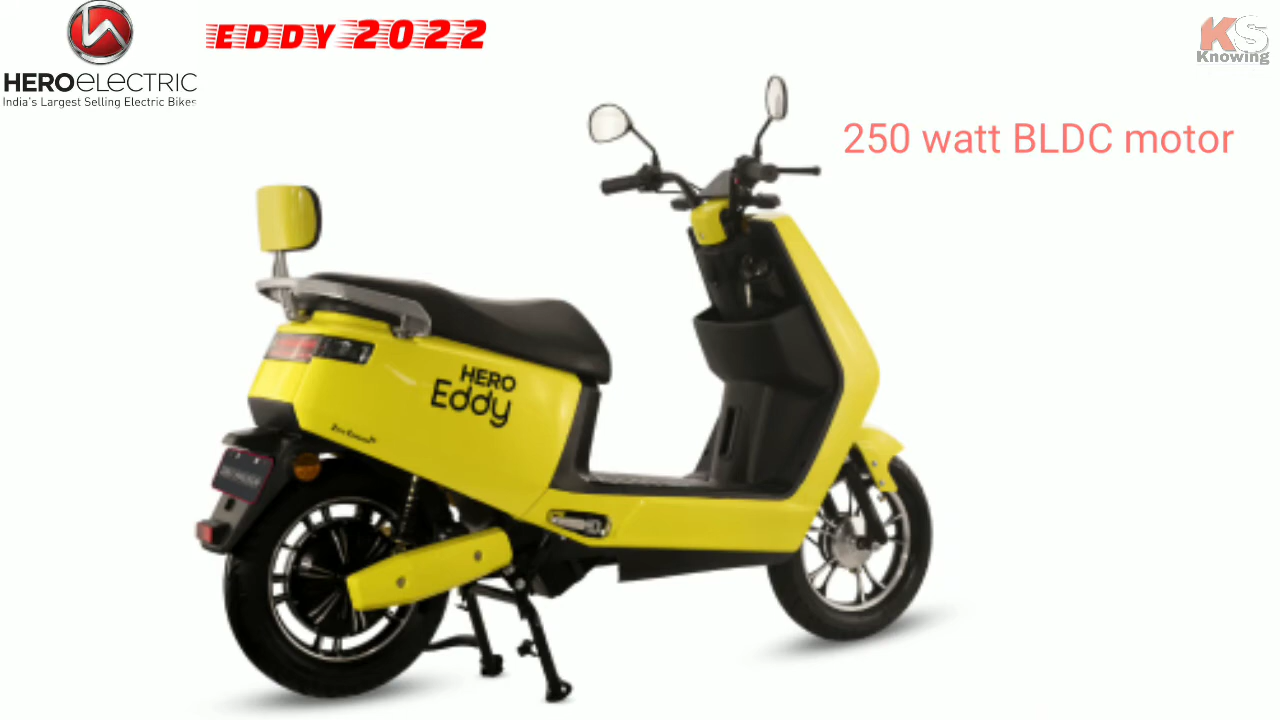 EDDY 2022
HEROELECTRIC
India's Largest Selling Electric Bikes
KS
Knowing
250 watt BLDC motor
HERO
Eddy